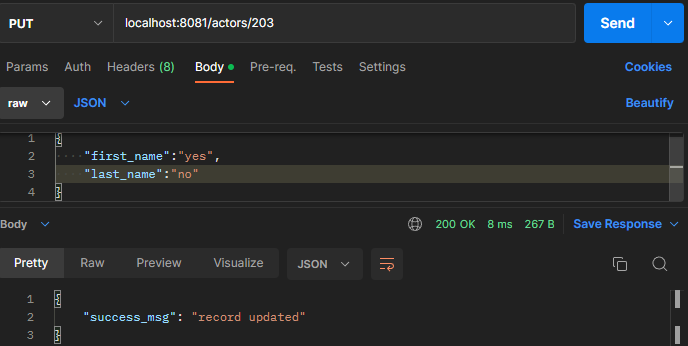 PUT localhost:8081/actors/203 Send
Params Auth Headers (8) Body Pre-req. Tests Settings Cookies
raw JSON Beautify
1 {
2 "first_name":"yes",
3 "last_name":"no"
4 }
Body 200 OK 8 ms 267 B Save Response
Pretty Raw Preview Visualize JSON
1 {
2 "success_msg": "record updated"
3 }